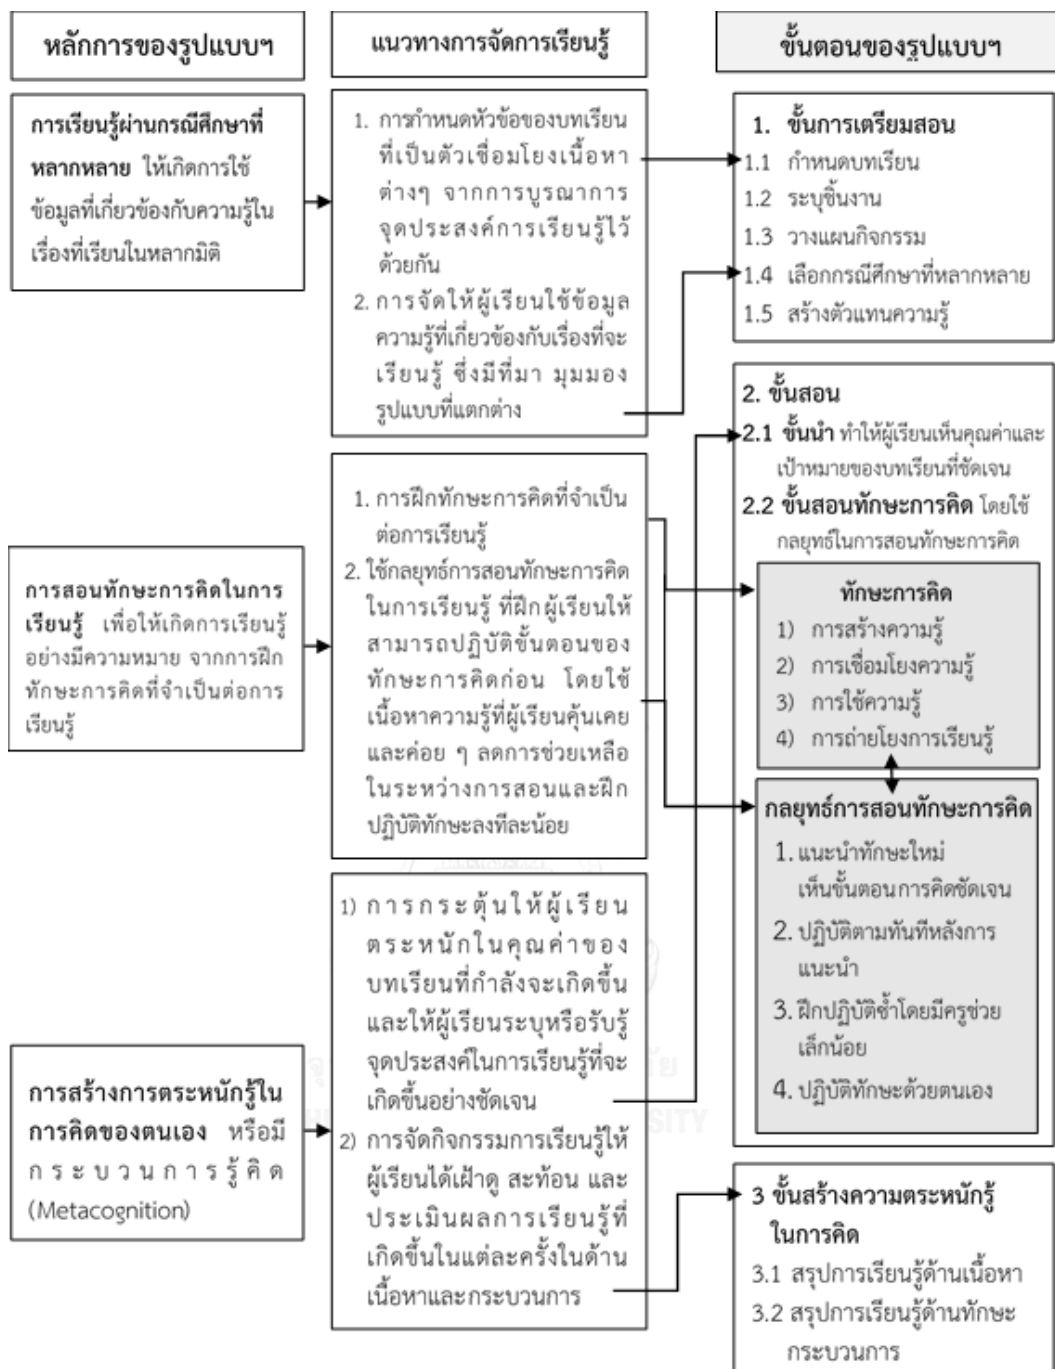 หลักการของรูปแบบฯ
แนวทางการจัดการเรียนรู้
ขั้นตอนของรูปแบบฯ
การเรียนรู้ผ่านกรณีศึกษาที่
หลากหลาย ให้เกิดการใช้
ข้อมูลที่เกี่ยวข้องกับความรู้ใน
เรื่องที่เรียนในหลากมิติ
1. การกำหนดหัวข้อของบทเรียน
ที่เป็นตัวเชื่อมโยงเนื้อหา
ต่างๆ จากการบูรณาการ
จุดประสงค์การเรียนรู้ไว้
ด้วยกัน
2. การจัดให้ผู้เรียนใช้ข้อมูล
ความรู้ที่เกี่ยวข้องกับเรื่องที่จะ
เรียนรู้ ซึ่งมีที่มา มุมมอง
รูปแบบที่แตกต่าง
1. ขั้นการเตรียมสอน
1.1 กำหนดบทเรียน
1.2 ระบุชิ้นงาน
1.3 วางแผนกิจกรรม
1.4 เลือกกรณีศึกษาที่หลากหลาย
1.5 สร้างตัวแทนความรู้
การสอนทักษะการคิดในการ
เรียนรู้ เพื่อให้เกิดการเรียนรู้
อย่างมีความหมาย จากการฝึก
ทักษะการคิดที่จำเป็นต่อการ
เรียนรู้
1. การฝึกทักษะการคิดที่จำเป็น
ต่อการเรียนรู้
2. ใช้กลยุทธ์การสอนทักษะการคิด
ในการเรียนรู้ ที่ฝึกผู้เรียนให้
สามารถปฏิบัติขั้นตอนของ
ทักษะการคิดก่อน โดยใช้
เนื้อหาความรู้ที่ผู้เรียนคุ้นเคย
และค่อย ๆ ลดการช่วยเหลือ
ในระหว่างการสอนและฝึก
ปฏิบัติทักษะลงทีละน้อย
2. ขั้นสอน
2.1 ขั้นนำ ทำให้ผู้เรียนเห็นคุณค่าและ
เป้าหมายของบทเรียนที่ชัดเจน
2.2 ขั้นสอนทักษะการคิด โดยใช้
กลยุทธ์ในการสอนทักษะการคิด
ทักษะการคิด
1) การสร้างความรู้
2) การเชื่อมโยงความรู้
3) การใช้ความรู้
4) การถ่ายโยงการเรียนรู้
กลยุทธ์การสอนทักษะการคิด
1. แนะนำทักษะใหม่
เห็นขั้นตอนการคิดชัดเจน
2. ปฏิบัติตามทันทีหลังการ
แนะนำ
3. ฝึกปฏิบัติซ้ำโดยมีครูช่วย
เล็กน้อย
4. ปฏิบัติทักษะด้วยตนเอง
การสร้างการตระหนักรู้ใน
การคิดของตนเอง หรือมี
กระบวนการรู้คิด
(Metacognition)
1) การกระตุ้นให้ผู้เรียน
ตระหนักในคุณค่าของ
บทเรียนที่กำลังจะเกิดขึ้น
และให้ผู้เรียนระบุหรือรับรู้
จุดประสงค์ในการเรียนรู้ที่จะ
เกิดขึ้นอย่างชัดเจน
2) การจัดกิจกรรมการเรียนรู้ให้
ผู้เรียนได้เฝ้าดู สะท้อน และ
ประเมินผลการเรียนรู้ที่
เกิดขึ้นในแต่ละครั้งในด้าน
เนื้อหาและกระบวนการ
3 ขั้นสร้างความตระหนักรู้
ในการคิด
3.1 สรุปการเรียนรู้ด้านเนื้อหา
3.2 สรุปการเรียนรู้ด้านทักษะ
กระบวนการ